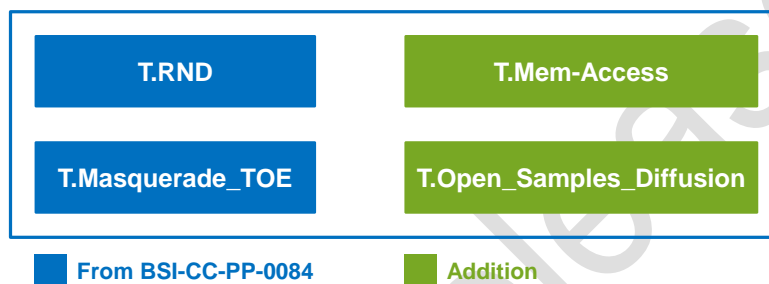 T.RND
T.Mem-Access
T.Masquerade_TOE
T.Open_Samples_Diffusion
From BSI-CC-PP-0084
Addition